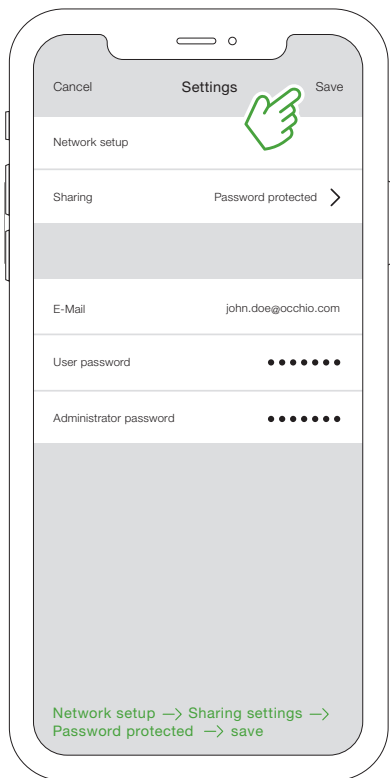 Cancel Settings Save
Network setup
Sharing Password protected
E-Mail john.doe@occhio.com
User password •••••••
Administrator password •••••••
Network setup —> Sharing settings —>
Password protected —> save